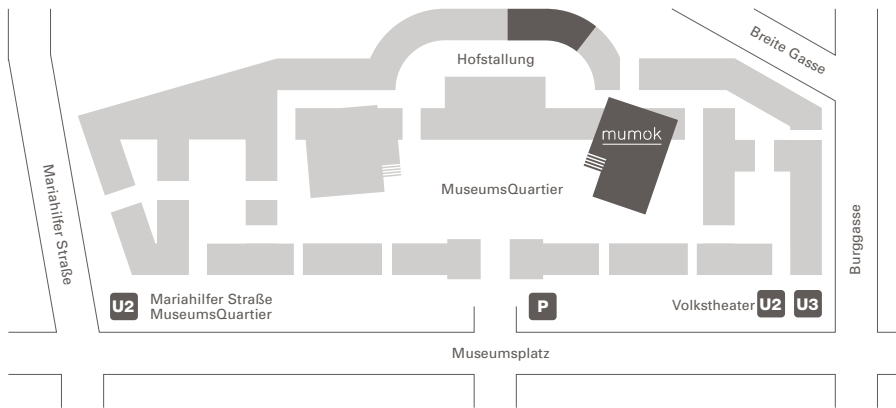 Breite Gasse
Hofstallung
mumok
MuseumsQuartier
Mariahilfer Straße
Burggasse
U2
Mariahilfer Straße
MuseumsQuartier
P
Volkstheater U2 U3
Museumsplatz